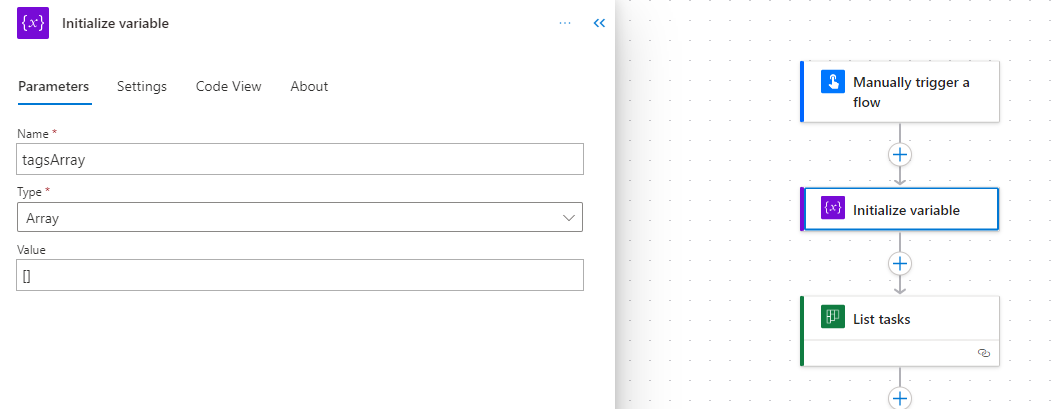 {x} Initialize variable
Parameters Settings Code View About
Name *
tagsArray
Type *
Array
Value
[]
Manually trigger a
flow
{x} Initialize variable
List tasks